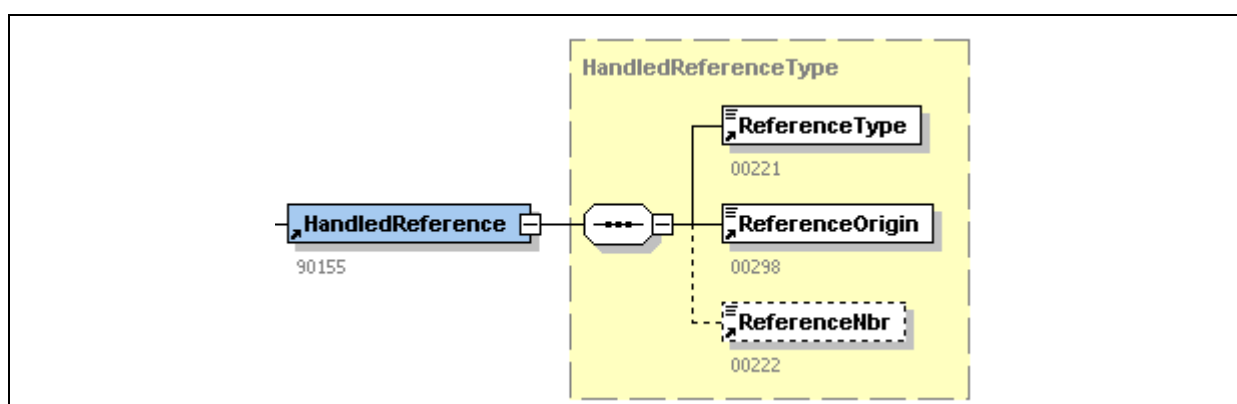 HandledReferenceType
ReferenceType
00221
HandledReference
90155
ReferenceOrigin
00298
ReferenceNbr
00222